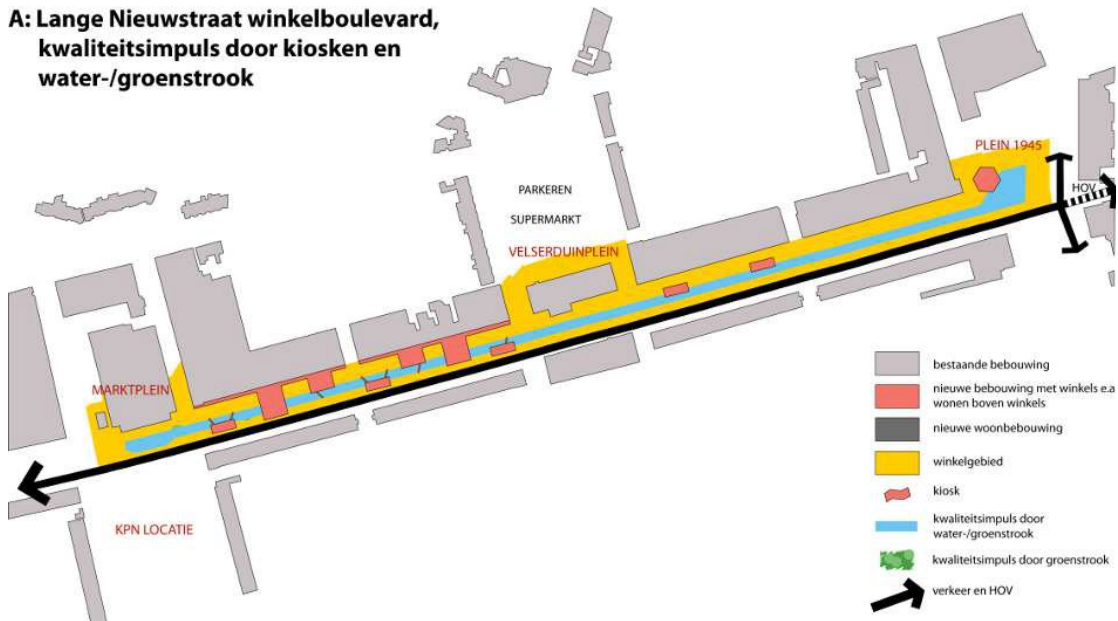 A: Lange Nieuwstraat winkelboulevard,
kwaliteitsimpuls door kiosken en
water-/groenstrook
PLEIN 1945
HOV
PARKEREN
SUPERMARKT
VELSERDUINPLEIN
MARKTPLEIN
KPN LOCATIE
bestaande bebouwing
nieuwe bebouwing met winkels e.a
wonen boven winkels
nieuwe woonbebouwing
winkelgebied
kiosk
kwaliteitsimpuls door
water-/groenstrook
kwaliteitsimpuls door groenstrook
verkeer en HOV